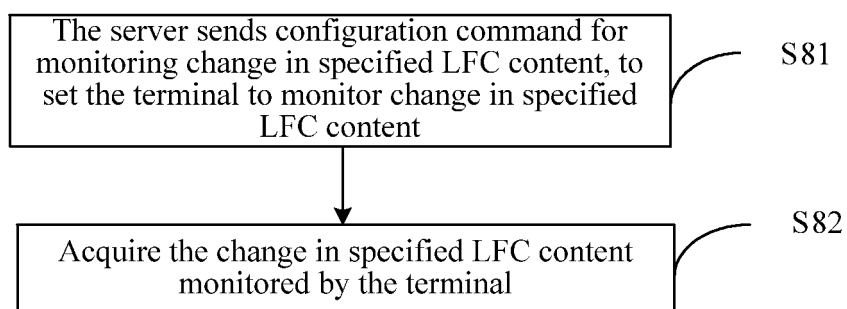 The server sends configuration command for
monitoring change in specified LFC content, to
set the terminal to monitor change in specified
LFC content
S81
Acquire the change in specified LFC content
monitored by the terminal
S82